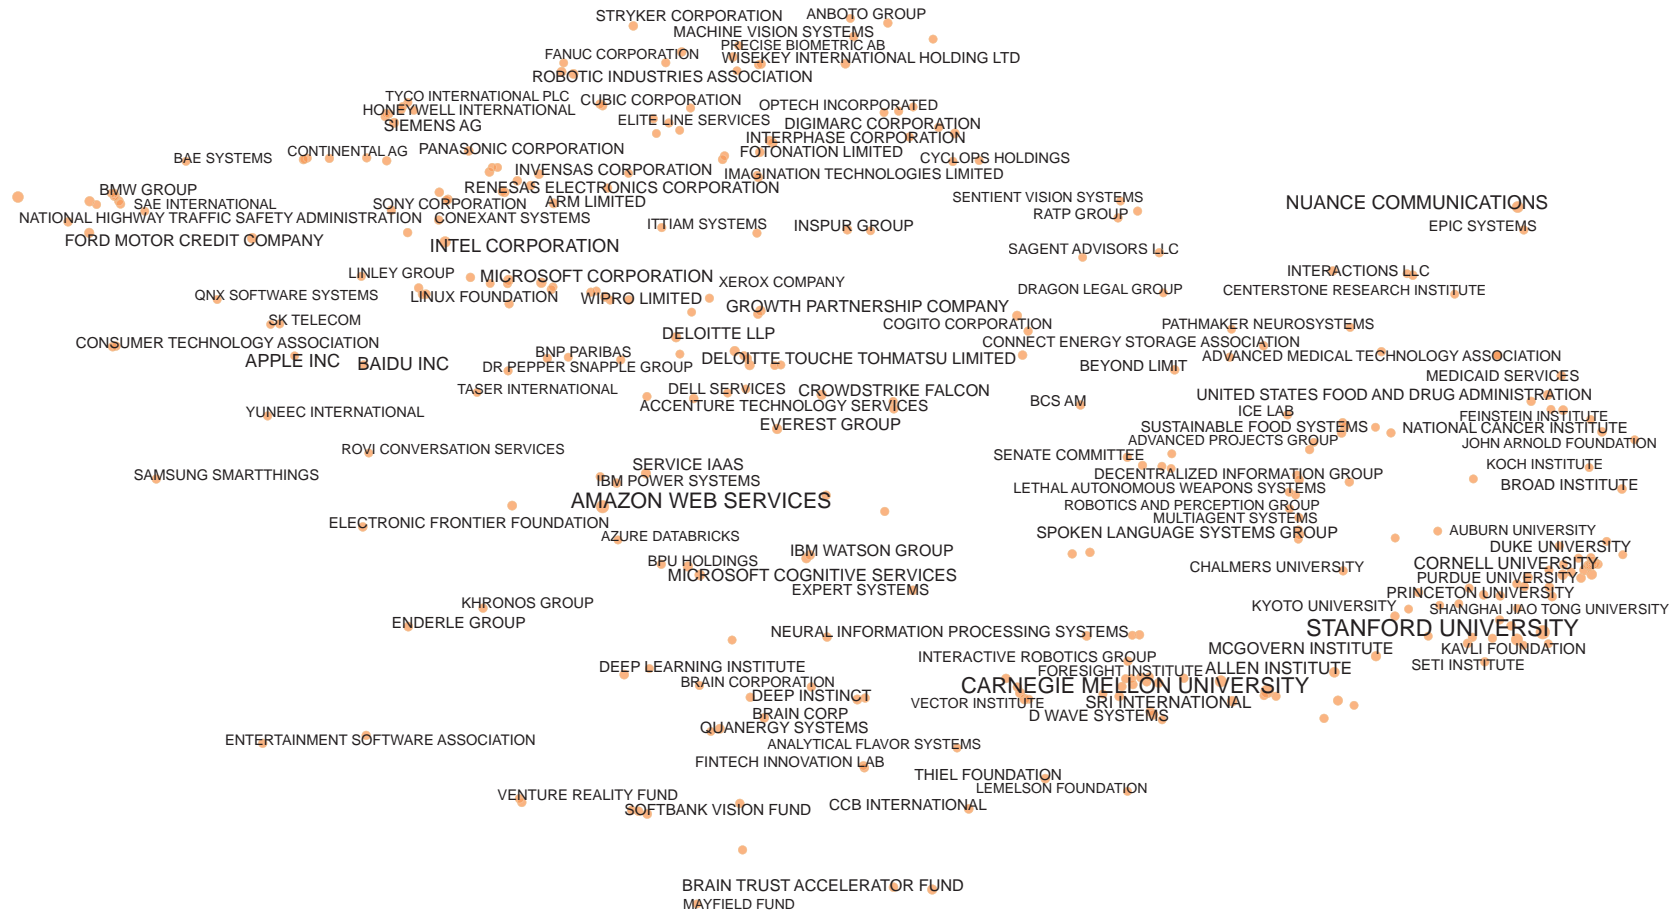 STRYKER CORPORATION
ANBOTO GROUP
MACHINE VISION SYSTEMS
PRECISE BIOMETRIC AB
FANUC CORPORATION
WISEKEY INTERNATIONAL HOLDING LTD
ROBOTIC INDUSTRIES ASSOCIATION
TYCO INTERNATIONAL PLC
CUBIC CORPORATION
OPTECH INCORPORATED
HONEYWELL INTERNATIONAL
ELITE LINE SERVICES
SIEMENS AG
DIGIMARC CORPORATION
INTERPHASE CORPORATION
CONTINENTAL AG
PANASONIC CORPORATION
FOTONATION LIMITED
BAE SYSTEMS
CYCLOPS HOLDINGS
INVENSAS CORPORATION
IMAGINATION TECHNOLOGIES LIMITED
BMW GROUP
RENESAS ELECTRONICS CORPORATION
SENTIENT VISION SYSTEMS
SAE INTERNATIONAL
SONY CORPORATION
ARM LIMITED
NUANCE COMMUNICATIONS
RATP GROUP
NATIONAL HIGHWAY TRAFFIC SAFETY ADMINISTRATION
CONEXANT SYSTEMS
ITTIAM SYSTEMS
INSPUR GROUP
EPIC SYSTEMS
FORD MOTOR CREDIT COMPANY
INTEL CORPORATION
SAGENT ADVISORS LLC
LINLEY GROUP
MICROSOFT CORPORATION
XEROX COMPANY
INTERACTIONS LLC
DRAGON LEGAL GROUP
CENTERSTONE RESEARCH INSTITUTE
QNX SOFTWARE SYSTEMS
LINUX FOUNDATION
WIPRO LIMITED
GROWTH PARTNERSHIP COMPANY
SK TELECOM
COGITO CORPORATION
PATHMAKER NEUROSYSTEMS
DELOITTE LLP
CONSUMER TECHNOLOGY ASSOCIATION
CONNECT ENERGY STORAGE ASSOCIATION
BNP PARIBAS
ADVANCED MEDICAL TECHNOLOGY ASSOCIATION
APPLE INC
BAIDU INC
DR PEPPER SNAPPLE GROUP
DELOITTE TOUCHE TOHMATSU LIMITED
BEYOND LIMIT
MEDICAID SERVICES
TASER INTERNATIONAL
DELL SERVICES
CROWDSTRIKE FALCON
UNITED STATES FOOD AND DRUG ADMINISTRATION
BCS AM
YUNEEC INTERNATIONAL
ACCENTURE TECHNOLOGY SERVICES
ICE LAB
FEINSTEIN INSTITUTE
EVEREST GROUP
SUSTAINABLE FOOD SYSTEMS
NATIONAL CANCER INSTITUTE
ADVANCED PROJECTS GROUP
JOHN ARNOLD FOUNDATION
ROVI CONVERSATION SERVICES
SENATE COMMITTEE
SERVICE IAAS
KOCH INSTITUTE
SAMSUNG SMARTTHINGS
IBM POWER SYSTEMS
DECENTRALIZED INFORMATION GROUP
BROAD INSTITUTE
LETHAL AUTONOMOUS WEAPONS SYSTEMS
AMAZON WEB SERVICES
ROBOTICS AND PERCEPTION GROUP
MULTIAGENT SYSTEMS
ELECTRONIC FRONTIER FOUNDATION
SPOKEN LANGUAGE SYSTEMS GROUP
AUBURN UNIVERSITY
AZURE DATABRICKS
DUKE UNIVERSITY
IBM WATSON GROUP
BPU HOLDINGS
CHALMERS UNIVERSITY
CORNELL UNIVERSITY
MICROSOFT COGNITIVE SERVICES
PURDUE UNIVERSITY
EXPERT SYSTEMS
PRINCETON UNIVERSITY
KHRONOS GROUP
KYOTO UNIVERSITY
SHANGHAI JIAO TONG UNIVERSITY
ENDERLE GROUP
NEURAL INFORMATION PROCESSING SYSTEMS
STANFORD UNIVERSITY
MCGOVERN INSTITUTE
KAVLI FOUNDATION
INTERACTIVE ROBOTICS GROUP
DEEP LEARNING INSTITUTE
FORESIGHT INSTITUTE
ALLEN INSTITUTE
SETI INSTITUTE
BRAIN CORPORATION
CARNEGIE MELLON UNIVERSITY
DEEP INSTINCT
VECTOR INSTITUTE
SRI INTERNATIONAL
BRAIN CORP
D WAVE SYSTEMS
QUANERGY SYSTEMS
ENTERTAINMENT SOFTWARE ASSOCIATION
ANALYTICAL FLAVOR SYSTEMS
FINTECH INNOVATION LAB
THIEL FOUNDATION
LEMELSON FOUNDATION
VENTURE REALITY FUND
SOFTBANK VISION FUND
CCB INTERNATIONAL
BRAIN TRUST ACCELERATOR FUND
MAYFIELD FUND